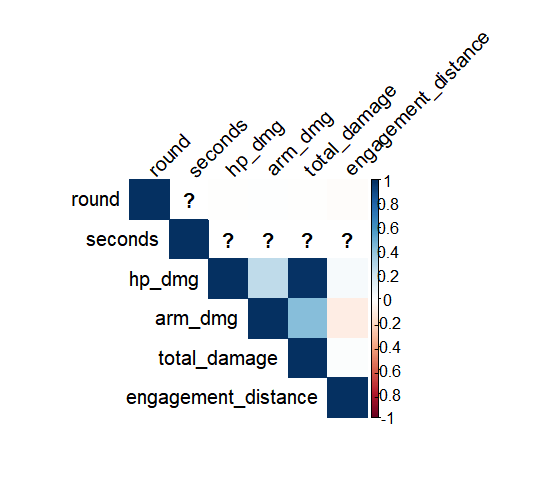 round
seconds
hp_dmg
arm_dmg
total_damage
engagement_distance
round ?
seconds ? ? ? ?
hp_dmg
arm_dmg
total_damage
engagement_distance
1
0.8
0.6
0.4
0.2
0
-0.2
-0.4
-0.6
-0.8
-1